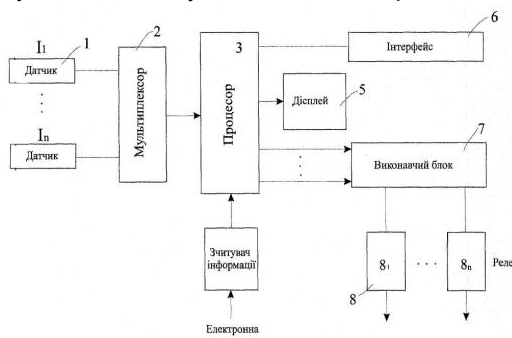 I1 1
Датчик
In
Датчик
2
Мультиплексор
3
Процесор
6
Інтерфейс
Дісплей
5
7
Виконавчий блок
81
8n
8
Реле
Зчитувач
інформації
Електронна